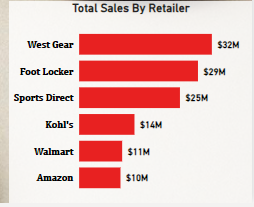 Total Sales By Retailer
West Gear $32M
Foot Locker $29M
Sports Direct $25M
Kohl's $14M
Walmart $11M
Amazon $10M